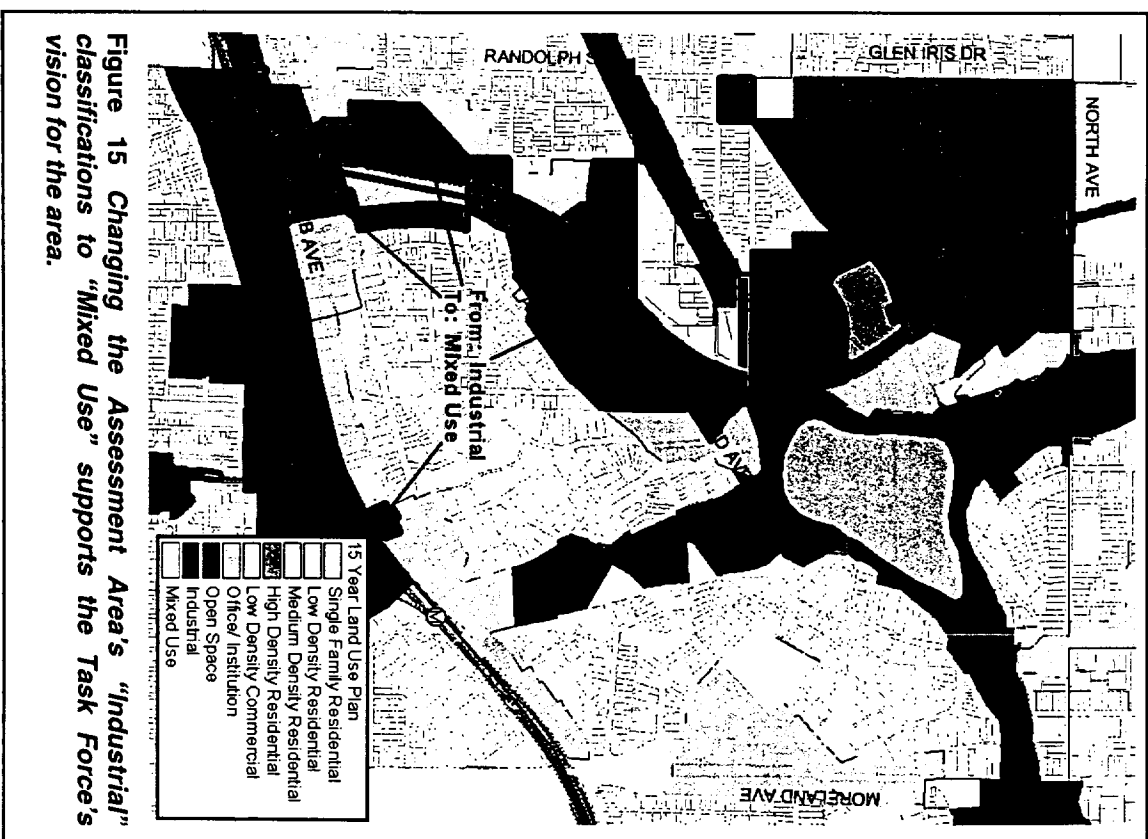 NORTH AVE
GLEN IRIS DR
RANDOLPH S
D AVE
From: Industrial
To: Mixed Use
B AVE
MORELAND AVE
15 Year Land Use Plan
Single Family Residential
Low Density Residential
Medium Density Residential
High Density Residential
Low Density Commercial
Office/ Institution
Open Space
Industrial
Mixed Use
Figure 15 Changing the Assessment Area's "Industrial"
classifications to "Mixed Use" supports the Task Force's
vision for the area.